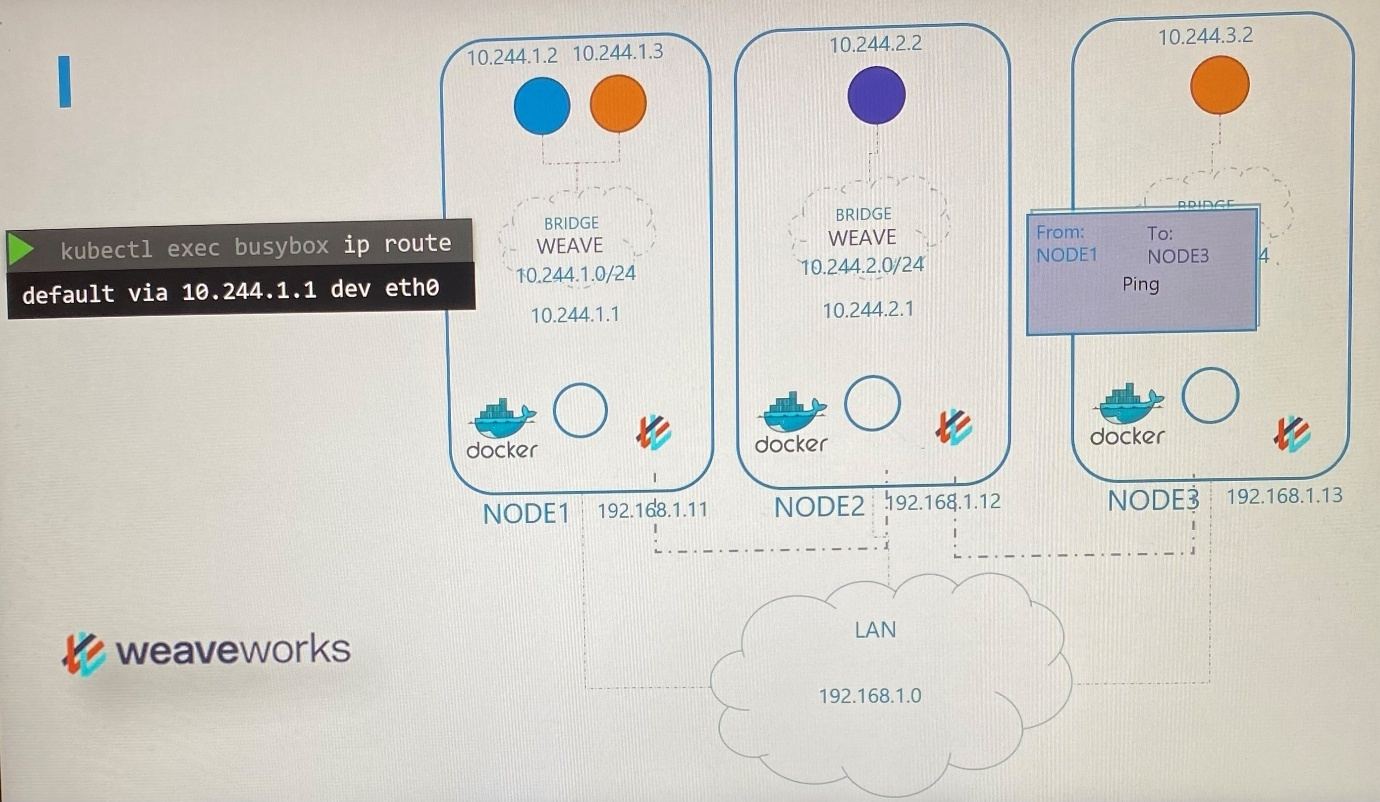 10.244.1.2 10.244.1.3
10.244.2.2
10.244.3.2
kubectl exec busybox ip route
default via 10.244.1.1 dev eth0
BRIDGE
WEAVE
10.244.1.0/24
10.244.1.1
BRIDGE
WEAVE
10.244.2.0/24
10.244.2.1
BRIDGE
4
From: To:
NODE1 NODE3
Ping
docker
docker
docker
NODE1 192.168.1.11
NODE2 192.168.1.12
NODE3 192.168.1.13
LAN
192.168.1.0
weaveworks